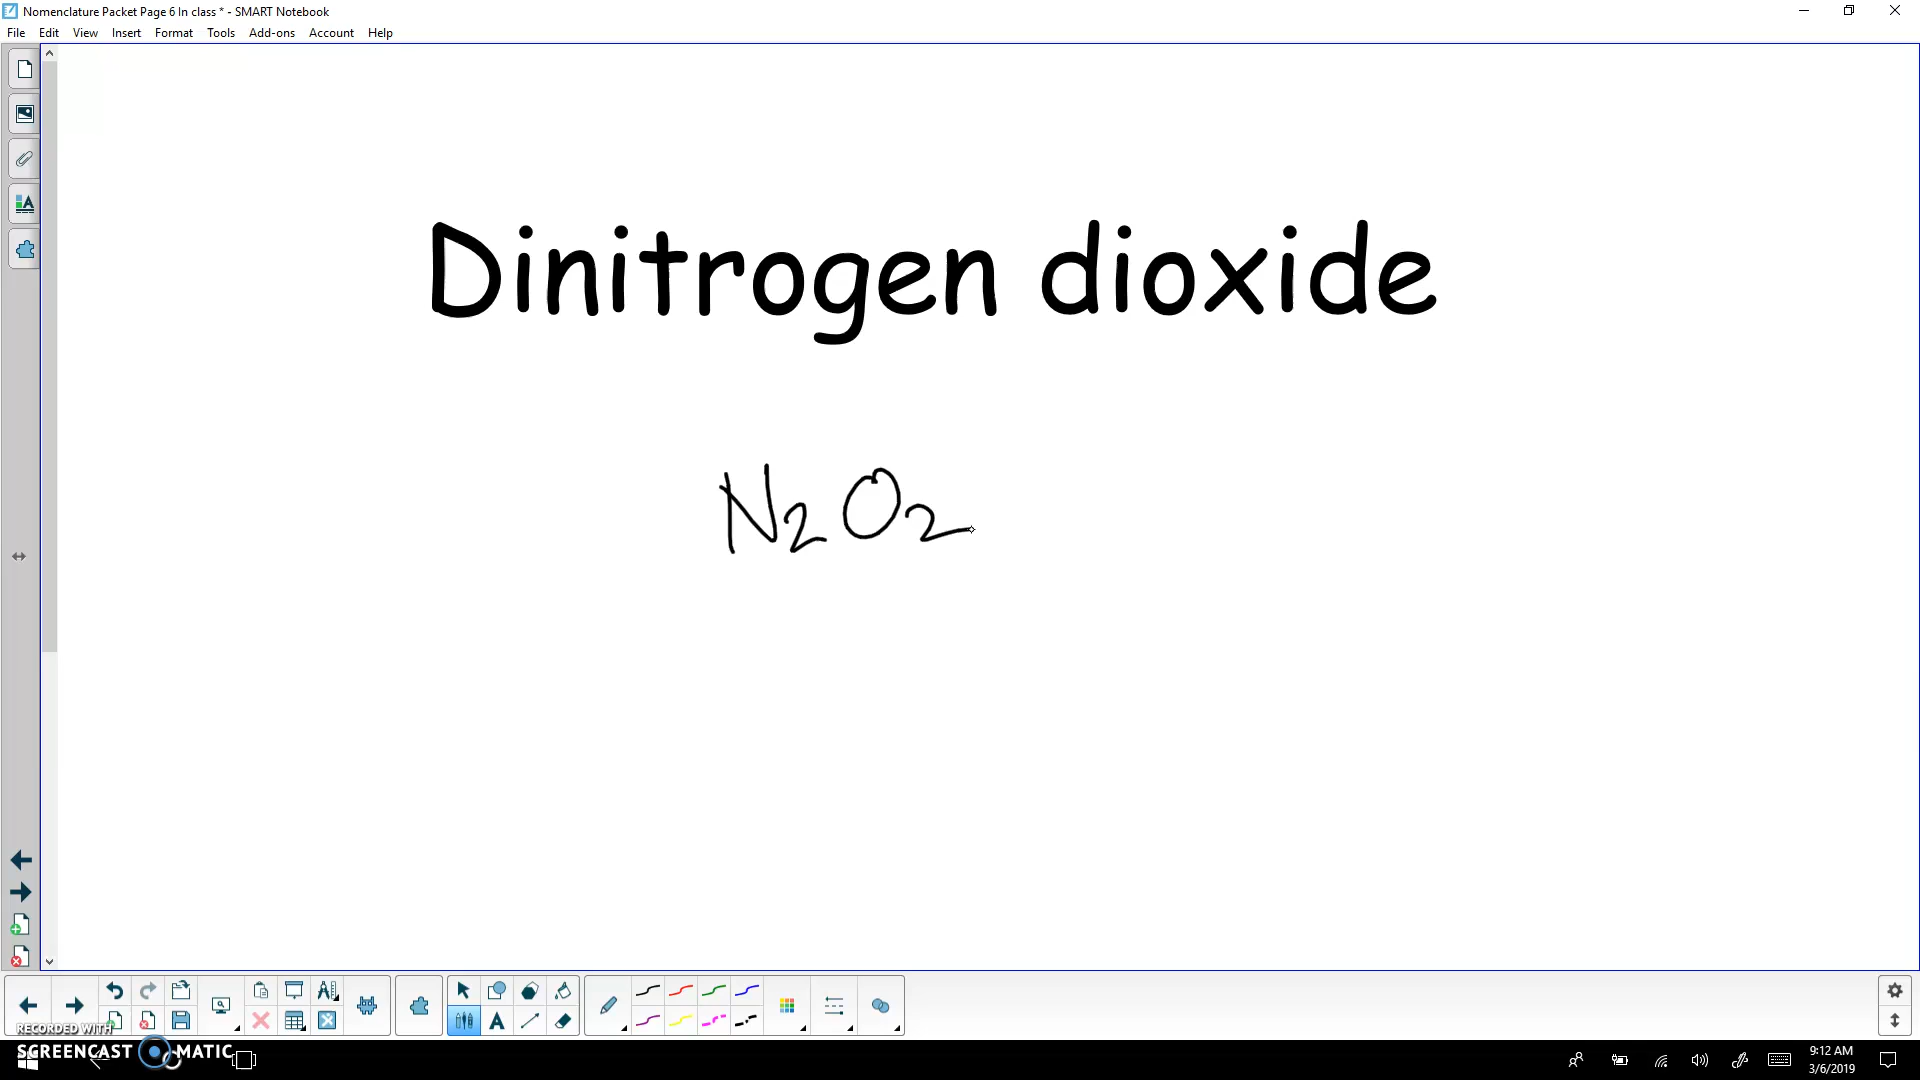 Nomenclature Packet Page 6 In class * - SMART Notebook
File Edit View Insert Format Tools Add-ons Account Help
Dinitrogen dioxide
N₂O₂
RECORDED WITH
SCREENCAST MATIC
9:12 AM
3/6/2019